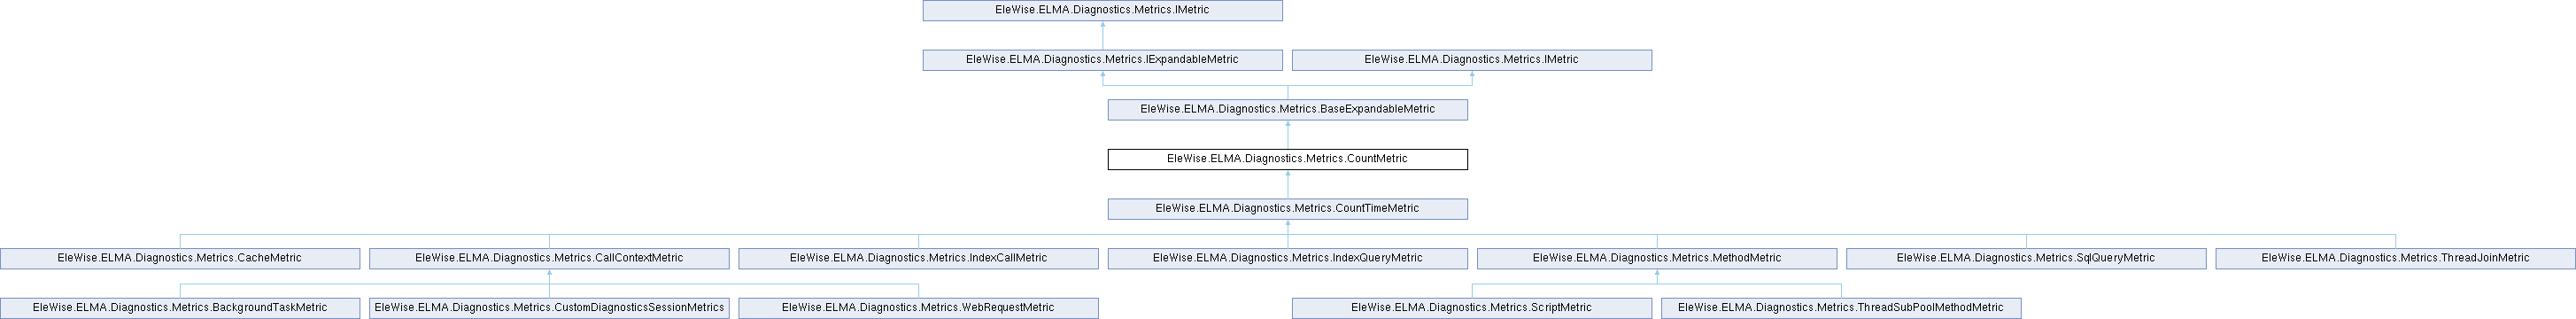 EleWise.ELMA.Diagnostics.Metrics.IMetric
EleWise.ELMA.Diagnostics.Metrics.IExpandableMetric
EleWise.ELMA.Diagnostics.Metrics.IMetric
EleWise.ELMA.Diagnostics.Metrics.BaseExpandableMetric
EleWise.ELMA.Diagnostics.Metrics.CountMetric
EleWise.ELMA.Diagnostics.Metrics.CountTimeMetric
EleWise.ELMA.Diagnostics.Metrics.CacheMetric
EleWise.ELMA.Diagnostics.Metrics.CallContextMetric
EleWise.ELMA.Diagnostics.Metrics.IndexCallMetric
EleWise.ELMA.Diagnostics.Metrics.IndexQueryMetric
EleWise.ELMA.Diagnostics.Metrics.MethodMetric
EleWise.ELMA.Diagnostics.Metrics.SqlQueryMetric
EleWise.ELMA.Diagnostics.Metrics.ThreadJoinMetric
EleWise.ELMA.Diagnostics.Metrics.BackgroundTaskMetric
EleWise.ELMA.Diagnostics.Metrics.CustomDiagnosticsSessionMetrics
EleWise.ELMA.Diagnostics.Metrics.WebRequestMetric
EleWise.ELMA.Diagnostics.Metrics.ScriptMetric
EleWise.ELMA.Diagnostics.Metrics.ThreadSubPoolMethodMetric